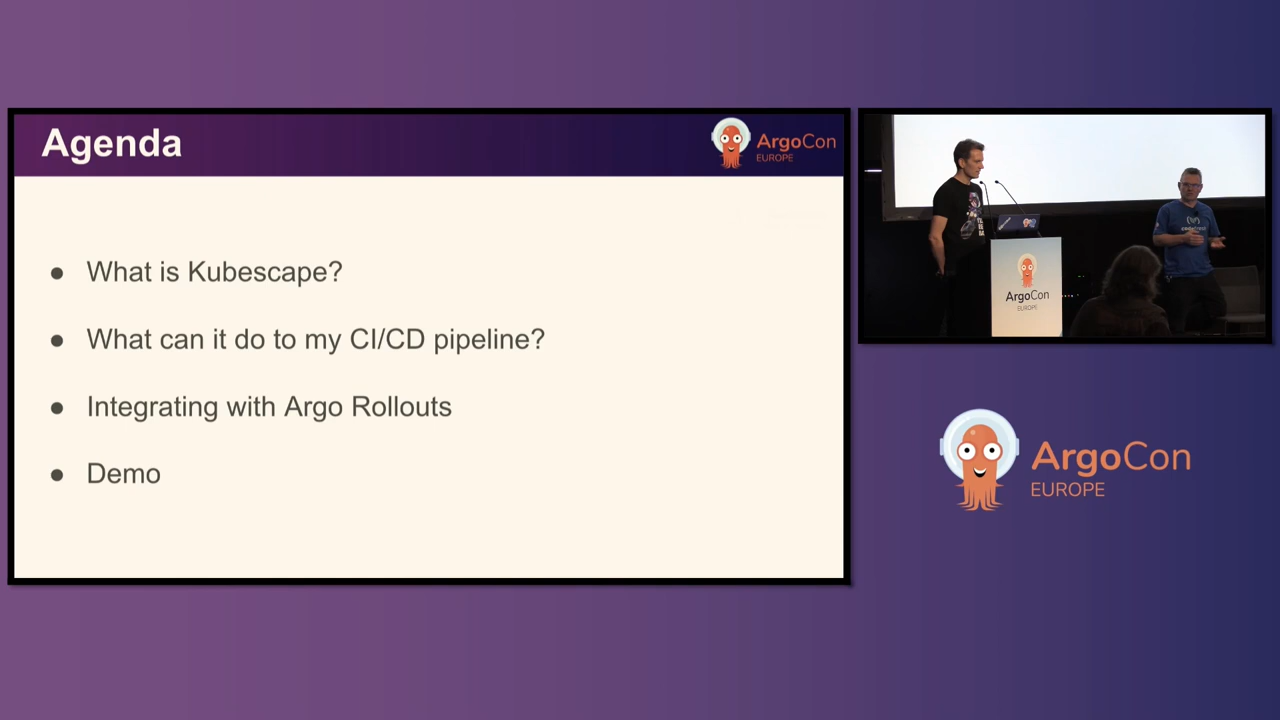 Agenda
ArgoCon
EUROPE
What is Kubescape?
What can it do to my CI/CD pipeline?
Integrating with Argo Rollouts
Demo
ArgoCon
EUROPE
ArgoCon
EUROPE